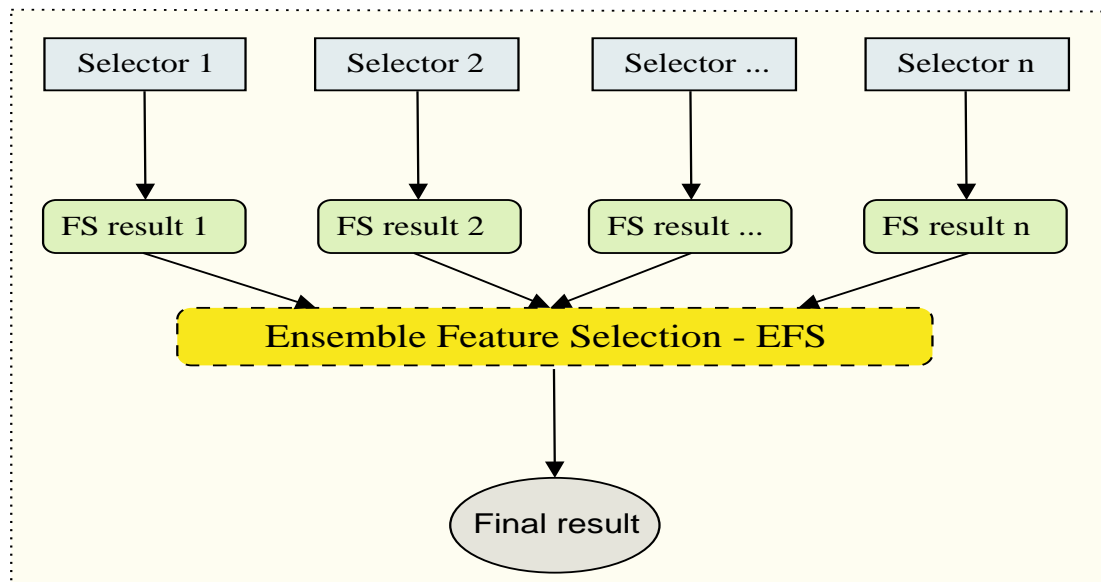 Selector 1
Selector 2
Selector ...
Selector n
FS result 1
FS result 2
FS result ...
FS result n
Ensemble Feature Selection - EFS
Final result